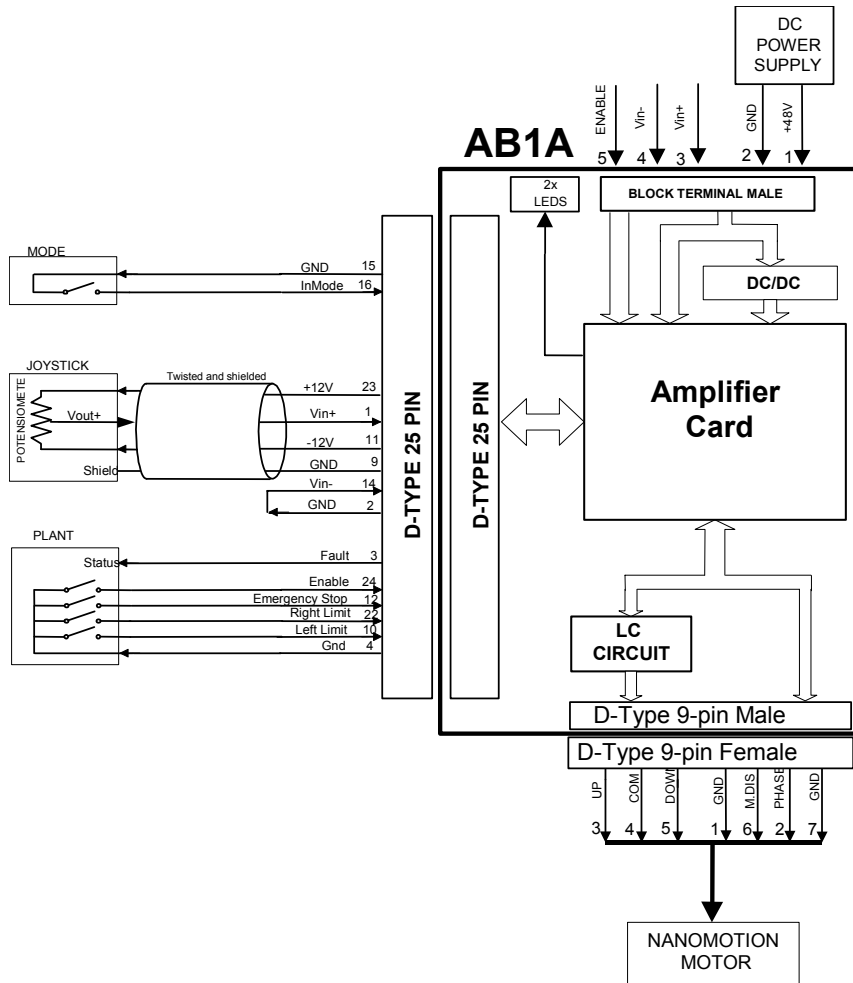 DC
POWER
SUPPLY
ENABLE
Vin-
Vin+
GND
+48V
AB1A
5
4
3
2
1
2x
LEDS
BLOCK TERMINAL MALE
DC/DC
MODE
GND
15
InMode
16
JOYSTICK
POTENSIOMETE
Vout+
Shield
Twisted and shielded
+12V
23
Vin+
1
-12V
11
GND
9
Vin-
14
GND
2
D-TYPE 25 PIN
D-TYPE 25 PIN
Amplifier
Card
PLANT
Status
Fault
3
Enable
24
Emergency Stop
12
Right Limit
22
Left Limit
10
Gnd
4
LC
CIRCUIT
D-Type 9-pin Male
D-Type 9-pin Female
UP
COM
DOWN
GND
M.DIS
PHASE
GND
3
4
5
1
6
2
7
NANOMOTION
MOTOR